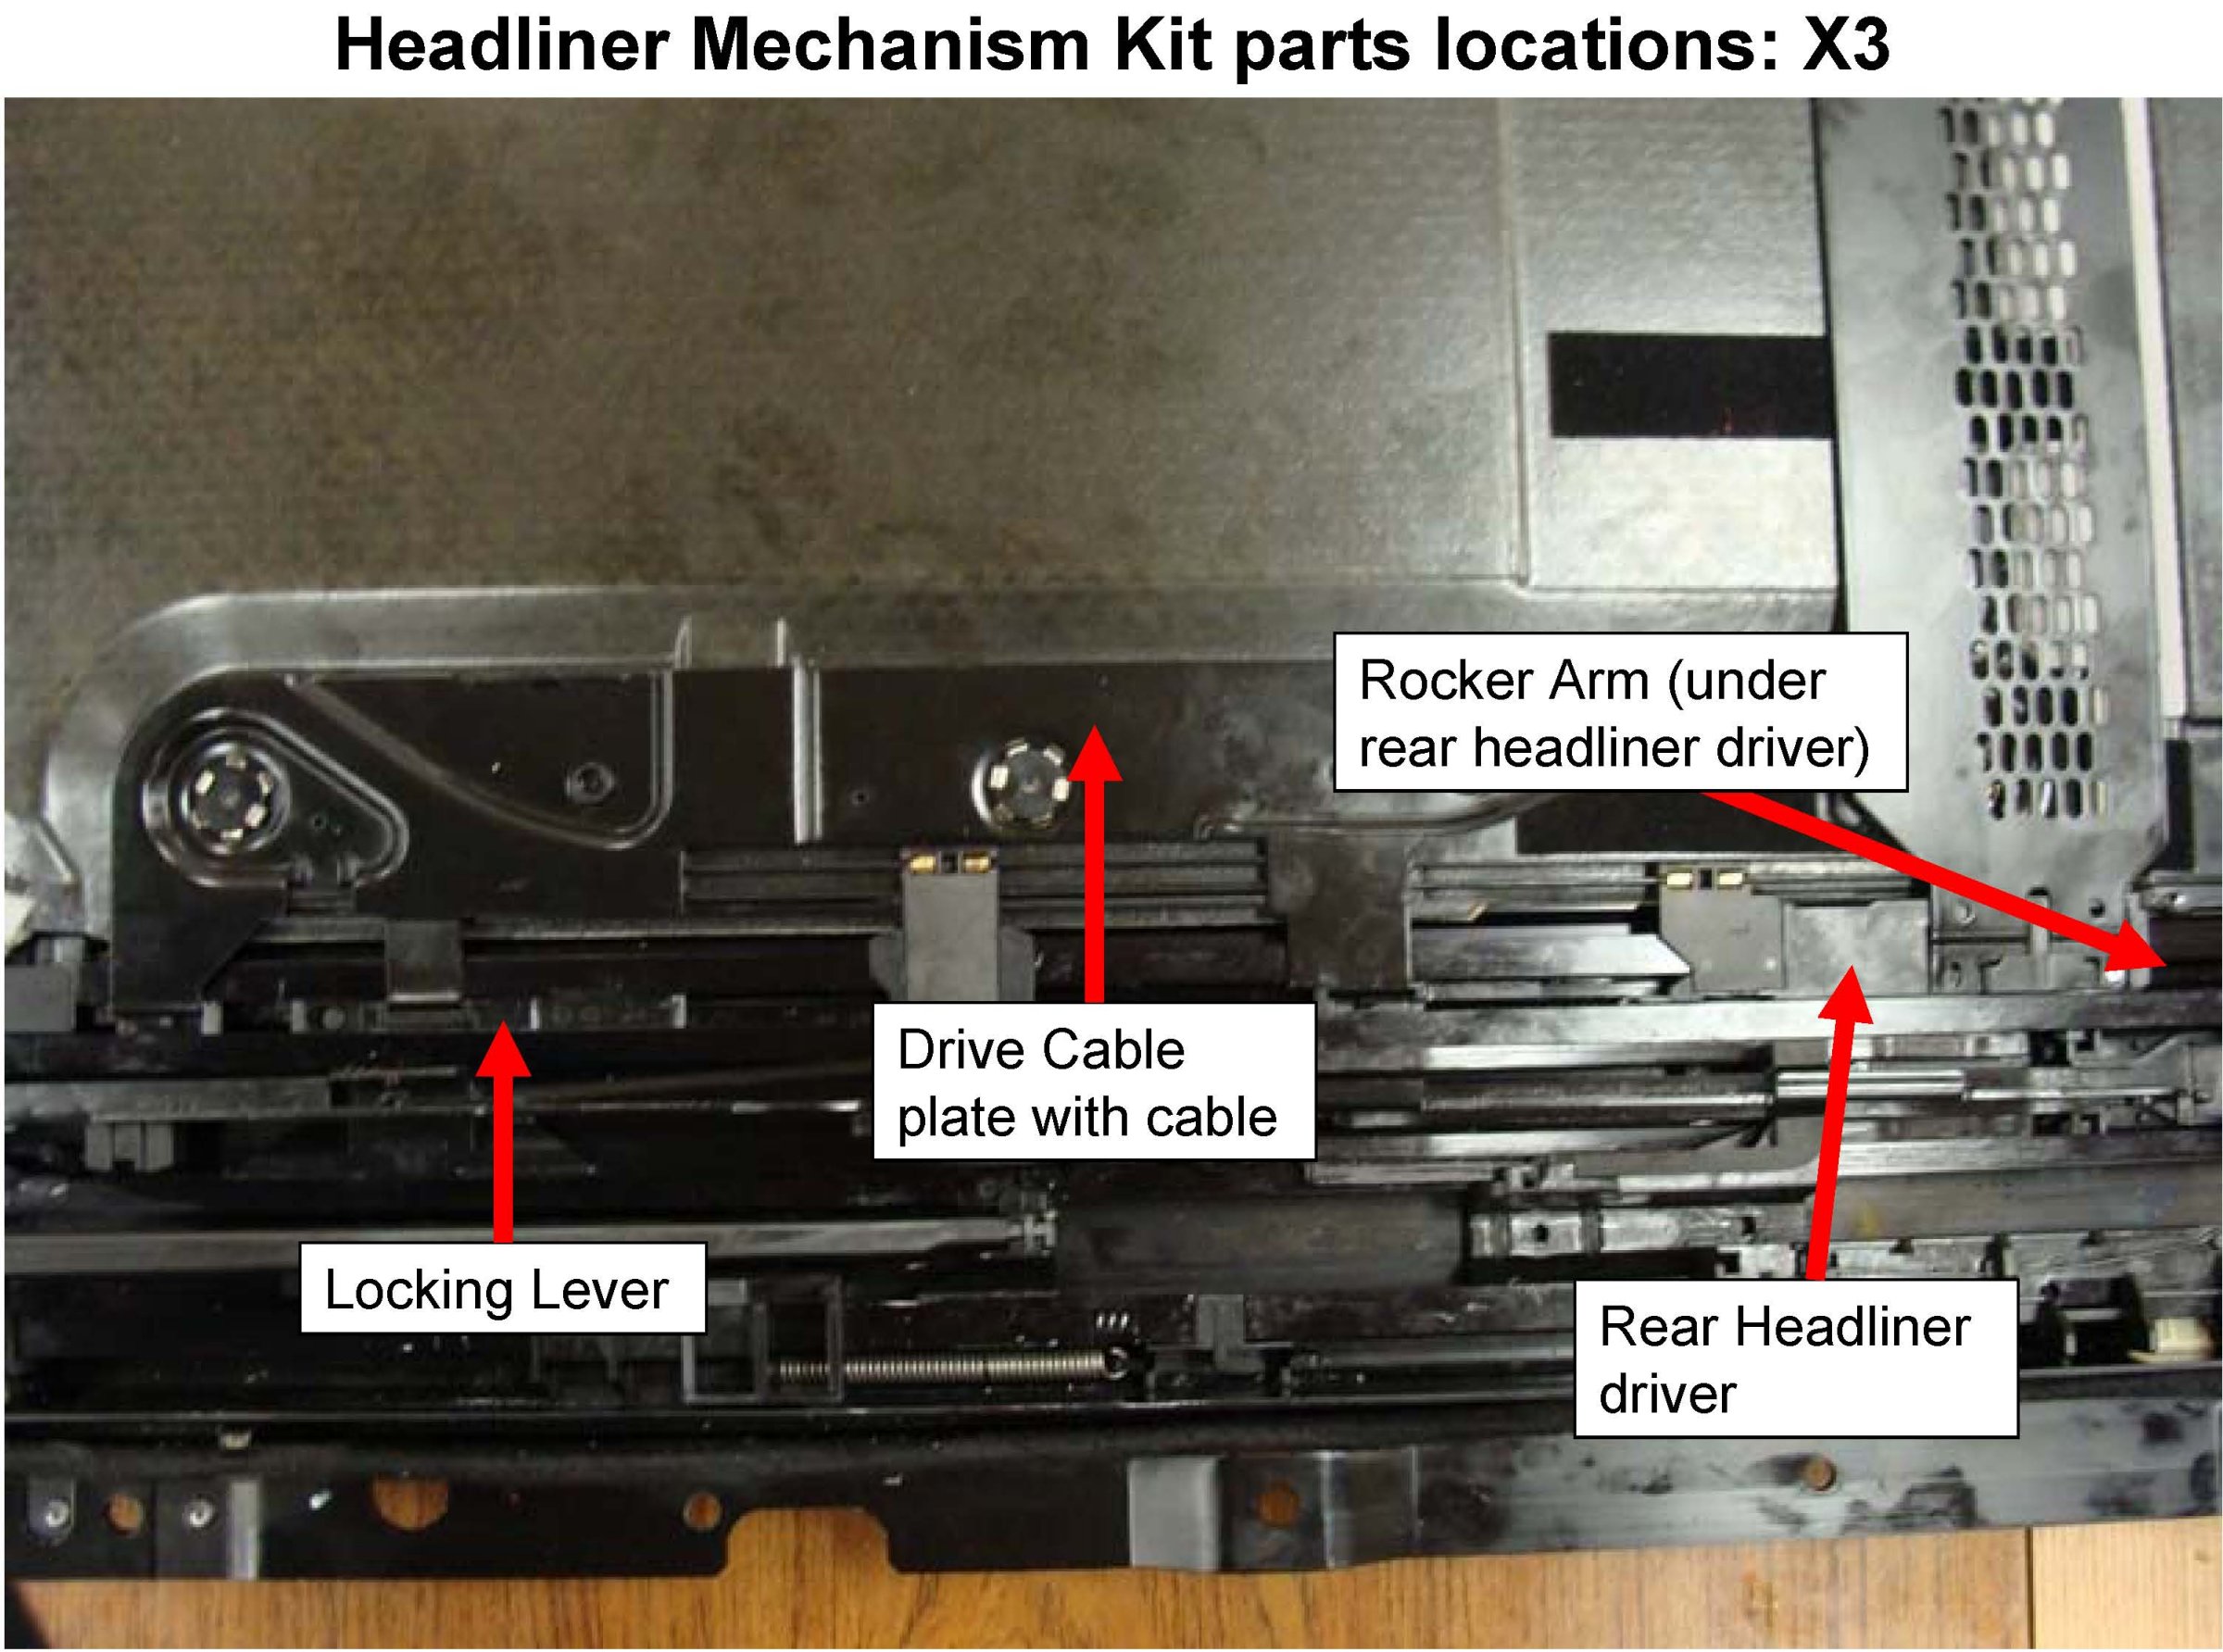 Headliner Mechanism Kit parts locations: X3
Rocker Arm (under
rear headliner driver)
Drive Cable
plate with cable
Locking Lever
Rear Headliner
driver